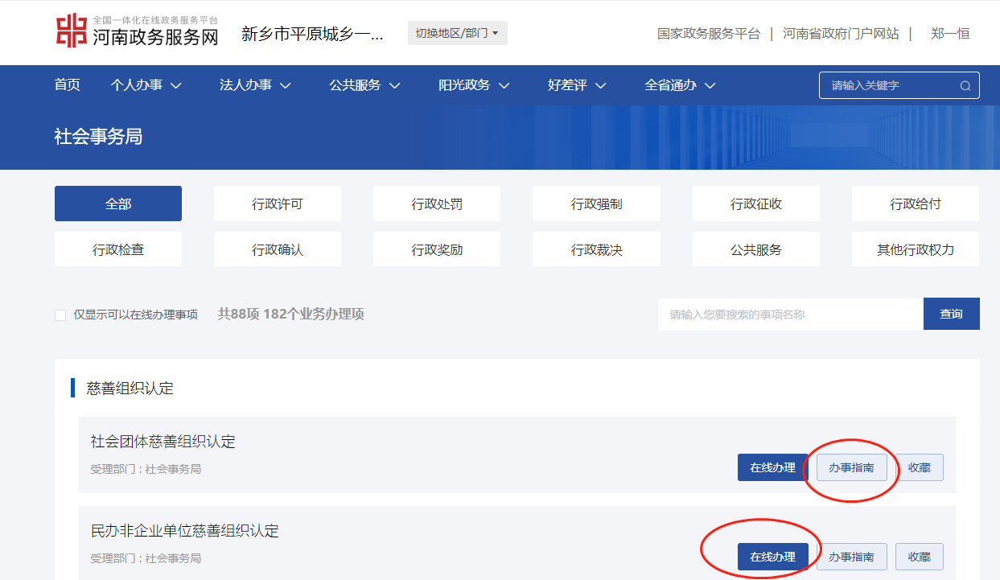 全国一体化在线政务服务平台
河南政务服务网
新乡市平原城乡一...
切换地区/部门
国家政务服务平台 | 河南省政府门户网站 | 郑一恒
首页 个人办事 法人办事 公共服务 阳光政务 好差评 全省通办 请输入关键字
社会事务局
全部 行政许可 行政处罚 行政强制 行政征收 行政给付
行政检查 行政确认 行政奖励 行政裁决 公共服务 其他行政权力
仅显示可以在线办理事项 共88项 182个业务办理项 请输入您要搜索的事项名称 查询
慈善组织认定
社会团体慈善组织认定
受理部门：社会事务局
在线办理 办事指南 收藏
民办非企业单位慈善组织认定
受理部门：社会事务局
在线办理 办事指南 收藏